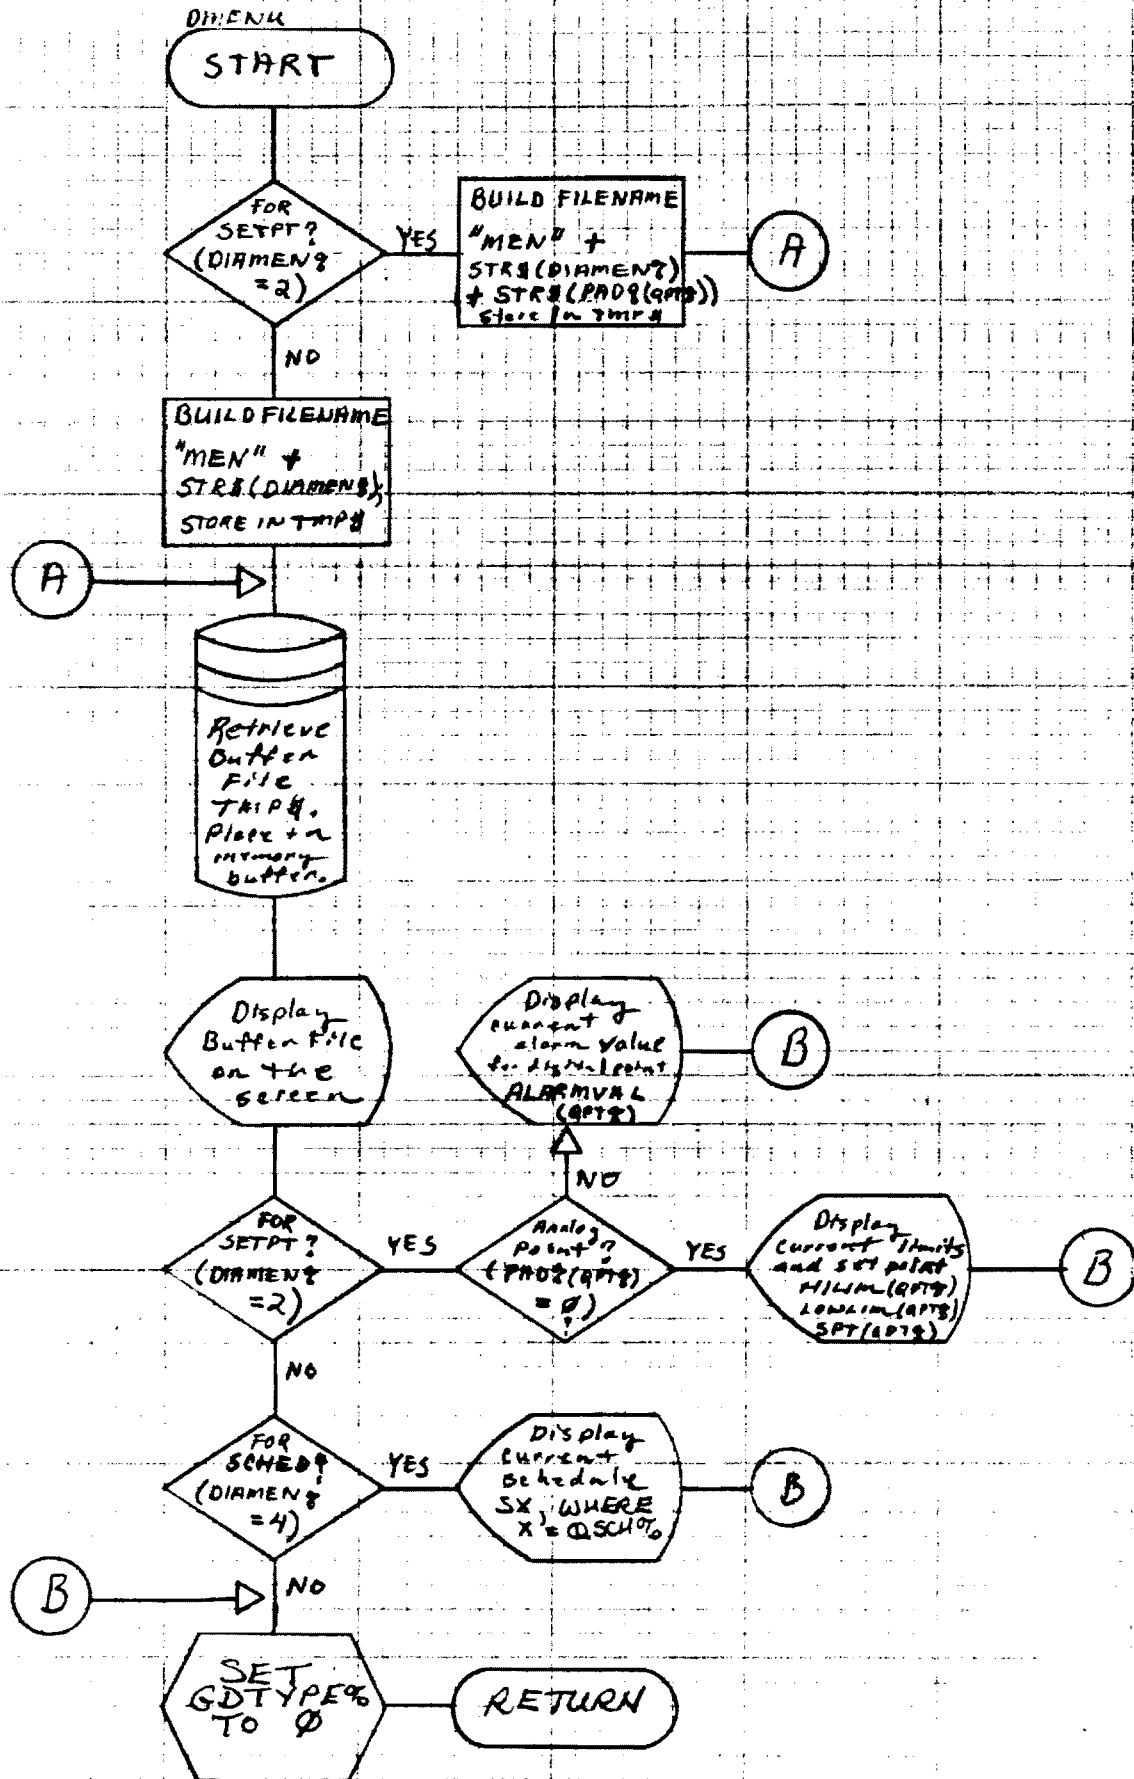 DMENU
START
FOR
SETPT?
(DIAMEN%
=2)
YES
BUILD FILENAME
"MEN" +
STR$(DIAMEN%)
+ STR$(PAD%(QPT%))
Store in TMP$
A
NO
BUILD FILENAME
"MEN" +
STR$(DIAMEN%),
STORE IN TMP$
A
Retrieve
Buffer
File
TMP$.
Place in
memory
buffer.
Display
Buffer File
on the
screen
Display
current
alarm value
for digital point
ALARMVAL
(QPT%)
B
NO
FOR
SETPT?
(DIAMEN%
=2)
YES
Analog
Point?
(PAD%(QPT%)
= Ø)
YES
Display
current limits
and set point
HILIM(QPT%)
LOWLIM(QPT%)
SPT(QPT%)
B
NO
FOR
SCHED?
(DIAMEN%
=4)
YES
Display
current
Schedule
SX, WHERE
X = QSCH%
B
B
NO
SET
GDTYPE%
TO Ø
RETURN